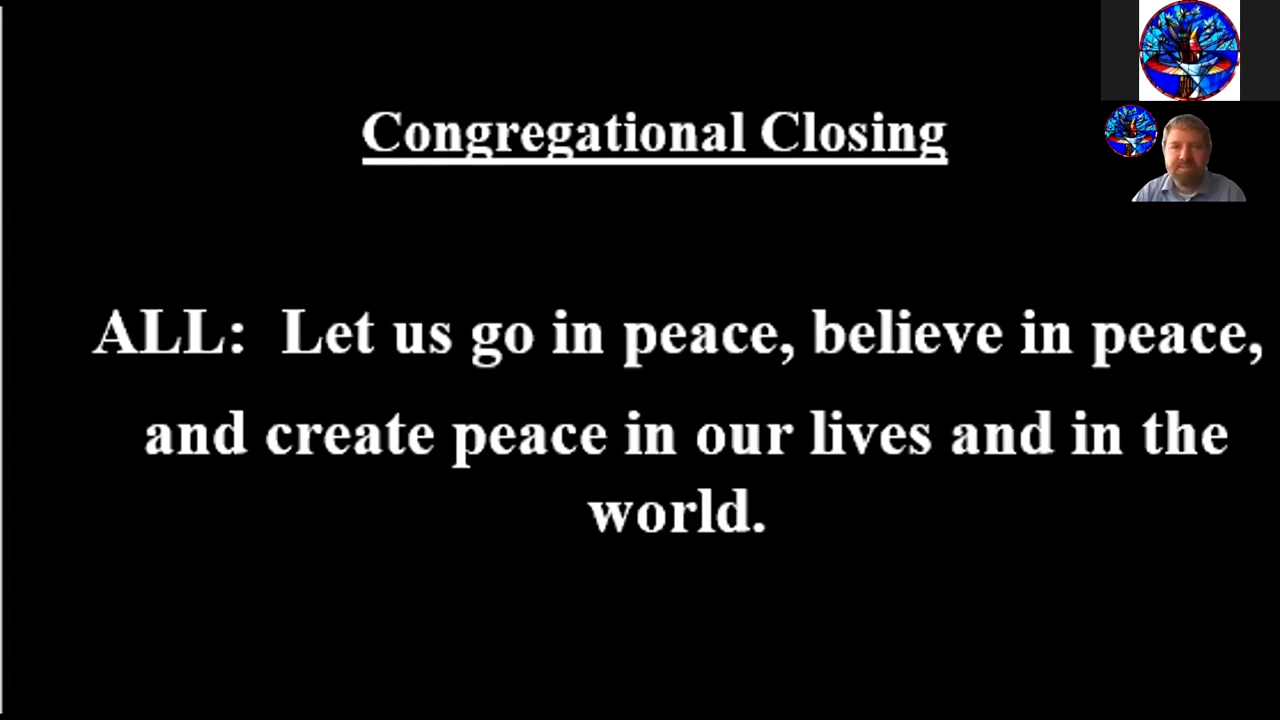 Congregational Closing
ALL: Let us go in peace, believe in peace,
and create peace in our lives and in the
world.